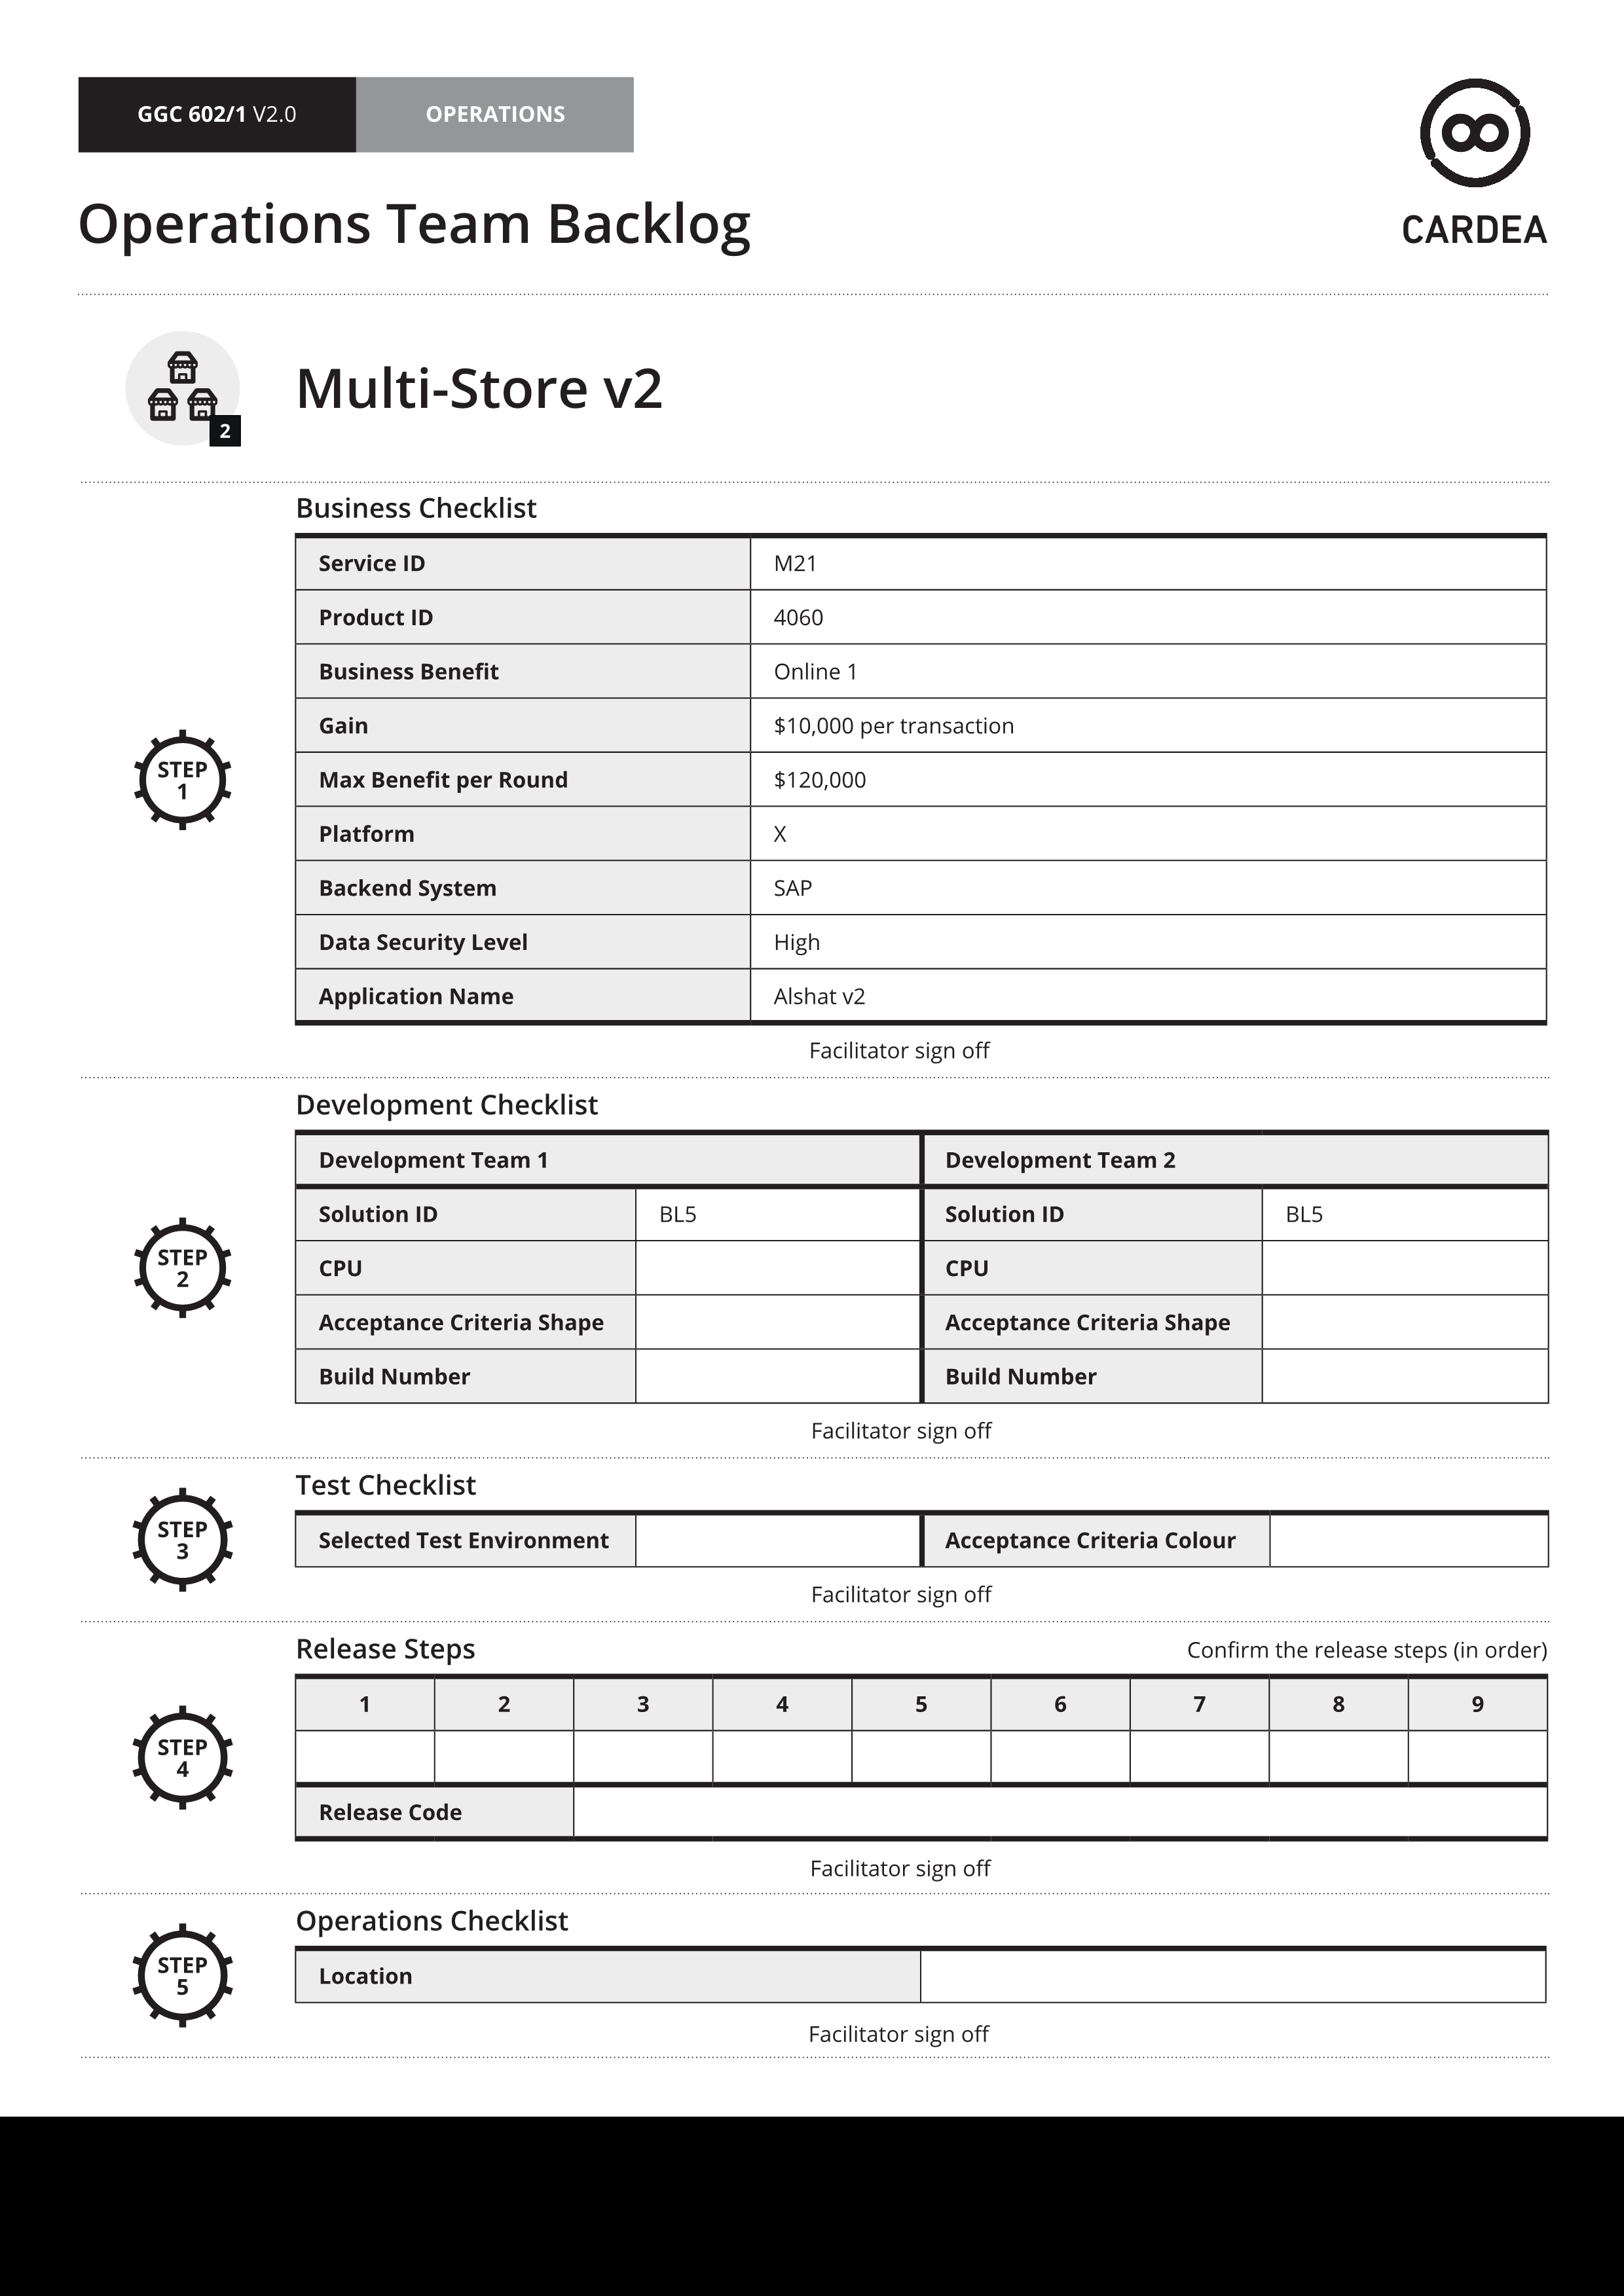 GGC 602/1 V2.0 OPERATIONS
CARDEA
Operations Team Backlog
2
Multi-Store v2
Business Checklist
STEP 1
Service ID M21
Product ID 4060
Business Benefit Online 1
Gain $10,000 per transaction
Max Benefit per Round $120,000
Platform X
Backend System SAP
Data Security Level High
Application Name Alshat v2
Facilitator sign off
Development Checklist
STEP 2
Development Team 1 Development Team 2
Solution ID BL5 Solution ID BL5
CPU CPU
Acceptance Criteria Shape Acceptance Criteria Shape
Build Number Build Number
Facilitator sign off
Test Checklist
STEP 3
Selected Test Environment Acceptance Criteria Colour
Facilitator sign off
Release Steps Confirm the release steps (in order)
STEP 4
1 2 3 4 5 6 7 8 9
Release Code
Facilitator sign off
Operations Checklist
STEP 5
Location
Facilitator sign off